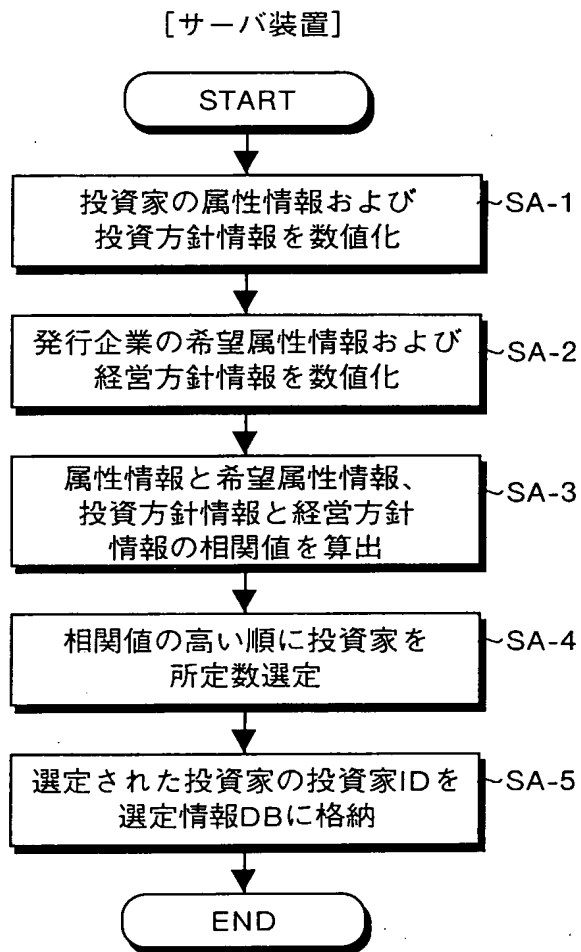 [サーバ装置]
START
投資家の属性情報および
投資方針情報を数値化
~SA-1
発行企業の希望属性情報および
経営方針情報を数値化
~SA-2
属性情報と希望属性情報、
投資方針情報と経営方針
情報の相関値を算出
~SA-3
相関値の高い順に投資家を
所定数選定
~SA-4
選定された投資家の投資家IDを
選定情報DBに格納
~SA-5
END